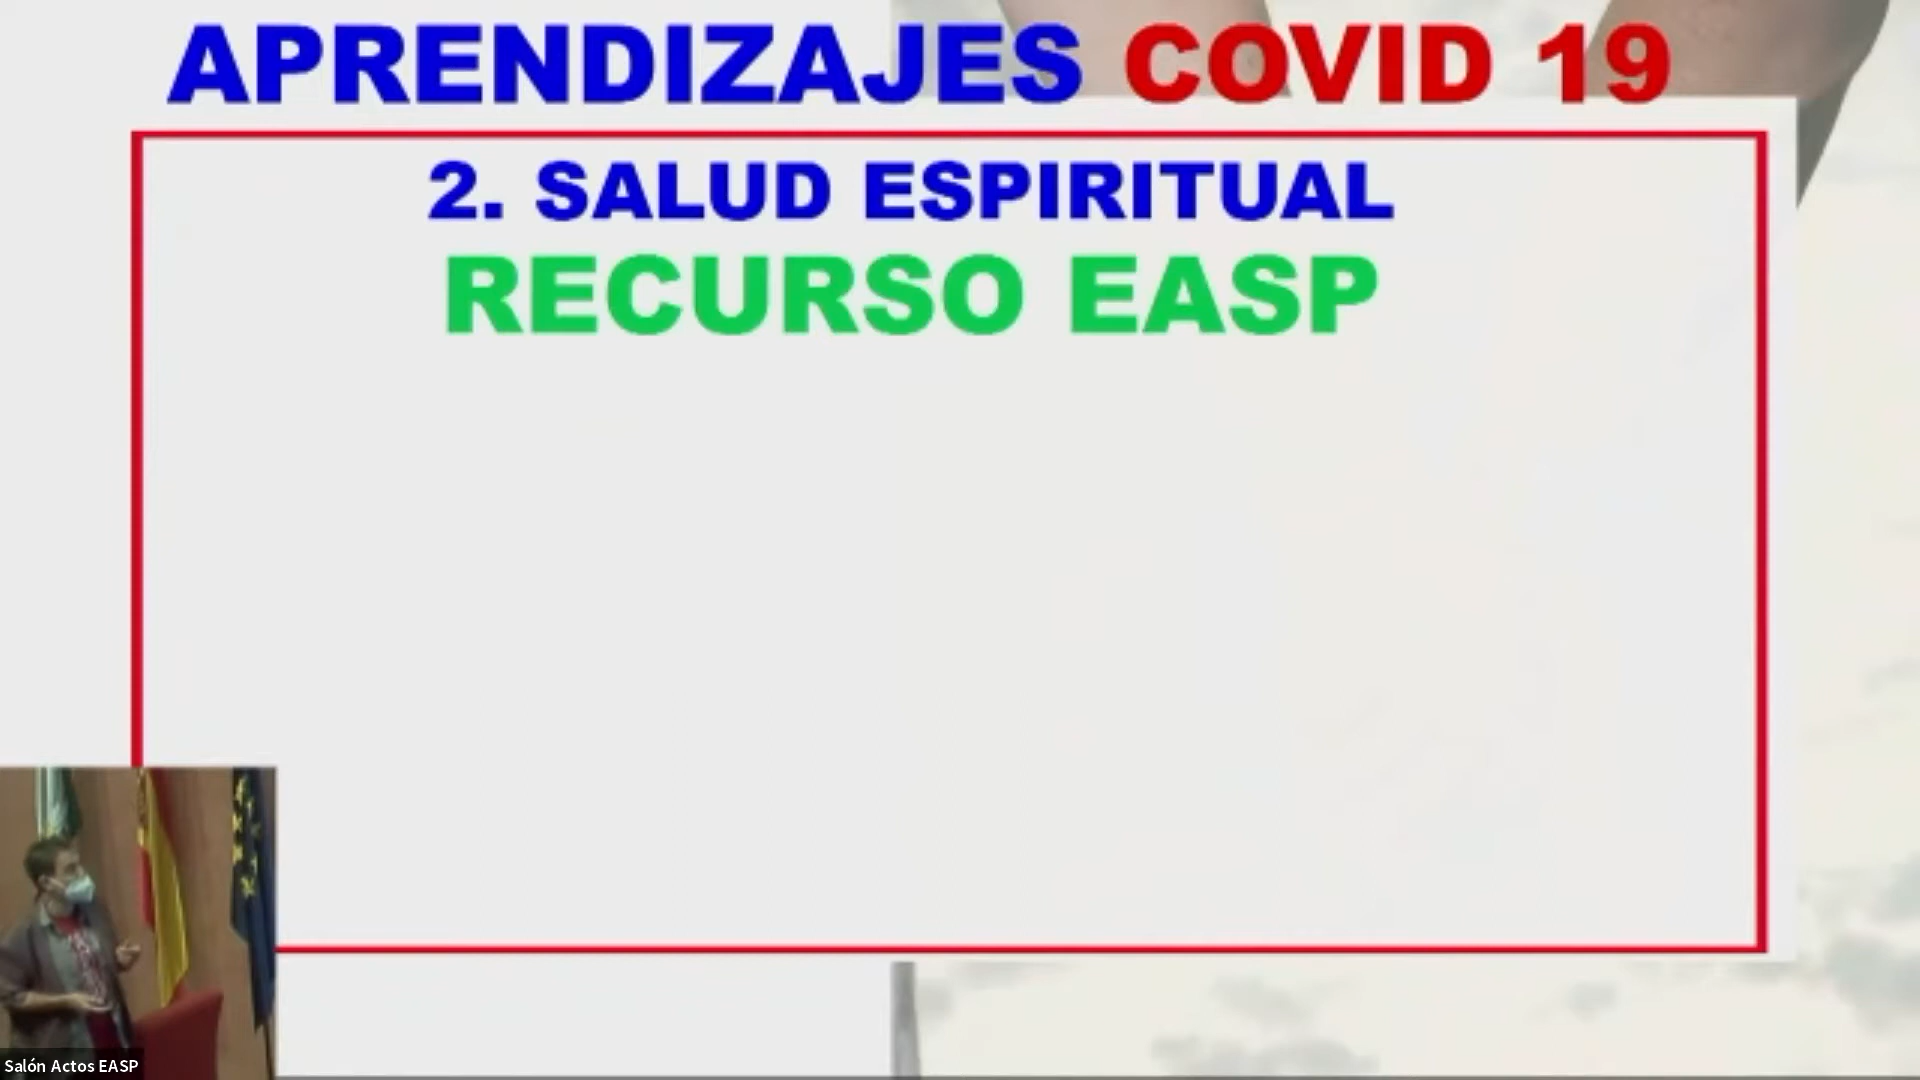 APRENDIZAJES COVID 19
2. SALUD ESPIRITUAL
RECURSO EASP
Salón Actos EASP